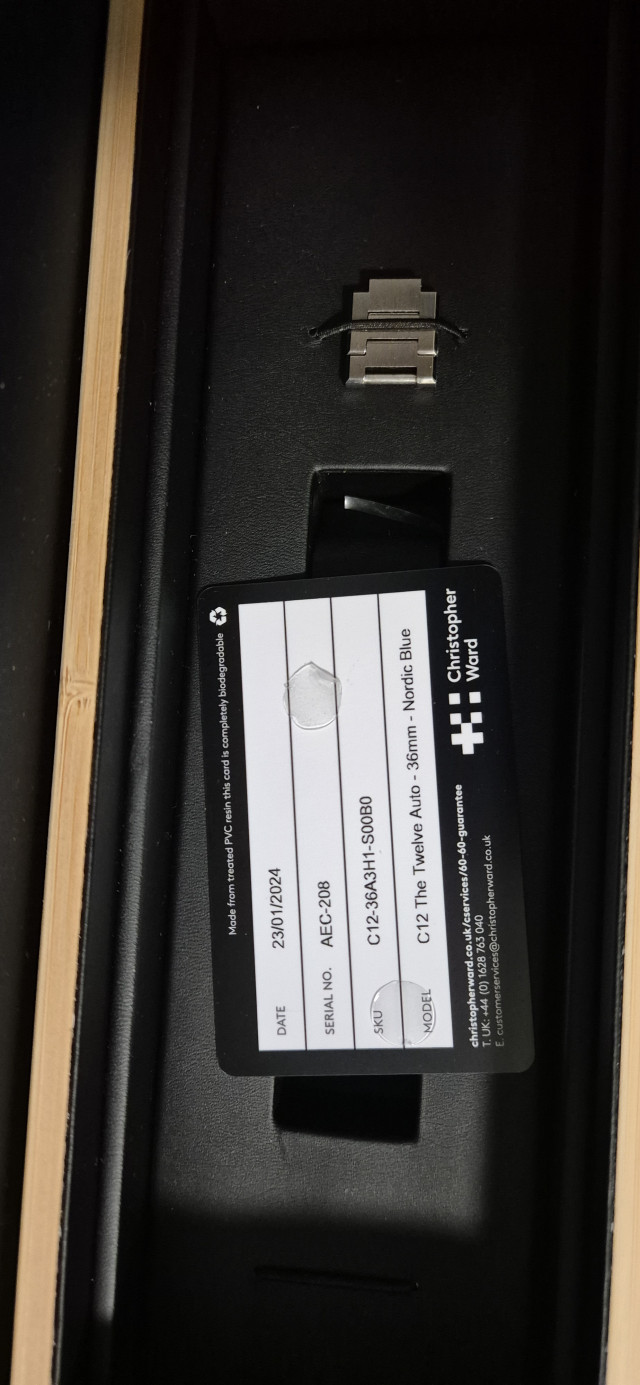 Made from treated PVC resin this card is completely biodegradable
DATE 23/01/2024
SERIAL NO. AEC-208
SKU C12-36A3H1-S00B0
MODEL C12 The Twelve Auto - 36mm - Nordic Blue
christopherward.co.uk/cservices/60-60-guarantee
T. UK: +44 (0) 1628 763 040
E. customerservices@christopherward.co.uk
Christopher
Ward